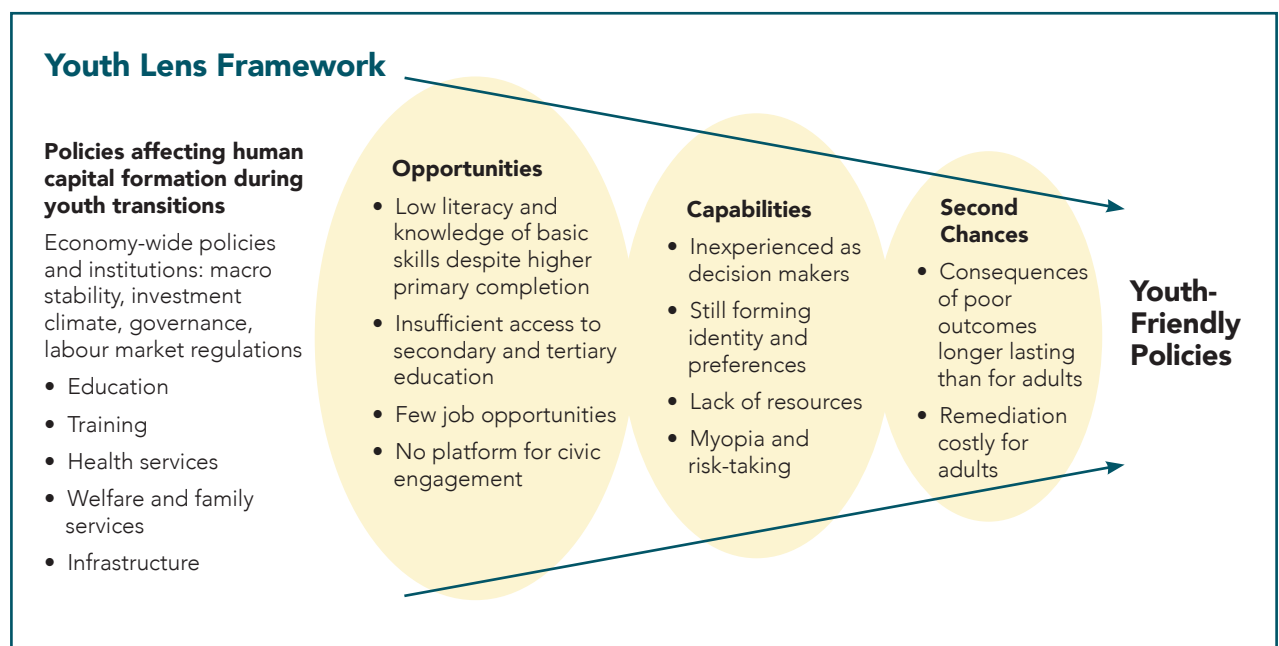 Youth Lens Framework
Policies affecting human
capital formation during
youth transitions
Economy-wide policies
and institutions: macro
stability, investment
climate, governance,
labour market regulations
• Education
• Training
• Health services
• Welfare and family
services
• Infrastructure
Opportunities
• Low literacy and
knowledge of basic
skills despite higher
primary completion
• Insufficient access to
secondary and tertiary
education
• Few job opportunities
• No platform for civic
engagement
Capabilities
• Inexperienced as
decision makers
• Still forming
identity and
preferences
• Lack of resources
• Myopia and
risk-taking
Second
Chances
• Consequences
of poor
outcomes
longer lasting
than for adults
• Remediation
costly for
adults
Youth-
Friendly
Policies